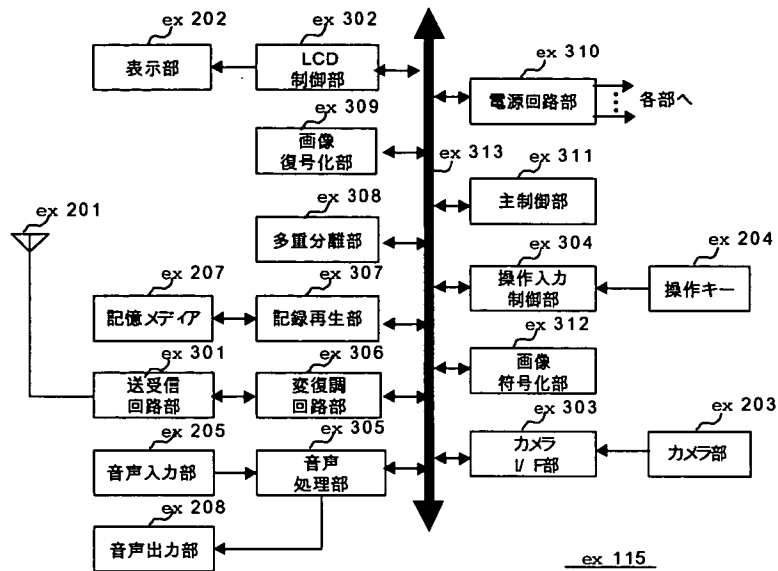 ex 202
表示部
ex 302
LCD
制御部
ex 309
画像
復号化部
ex 308
多重分離部
ex 201
ex 207
記憶メディア
ex 307
記録再生部
ex 301
送受信
回路部
ex 306
変復調
回路部
ex 205
音声入力部
ex 305
音声
処理部
ex 208
音声出力部
ex 313
ex 310
電源回路部
各部へ
ex 311
主制御部
ex 304
操作入力
制御部
ex 204
操作キー
ex 312
画像
符号化部
ex 303
カメラ
I/F部
ex 203
カメラ部
ex 115